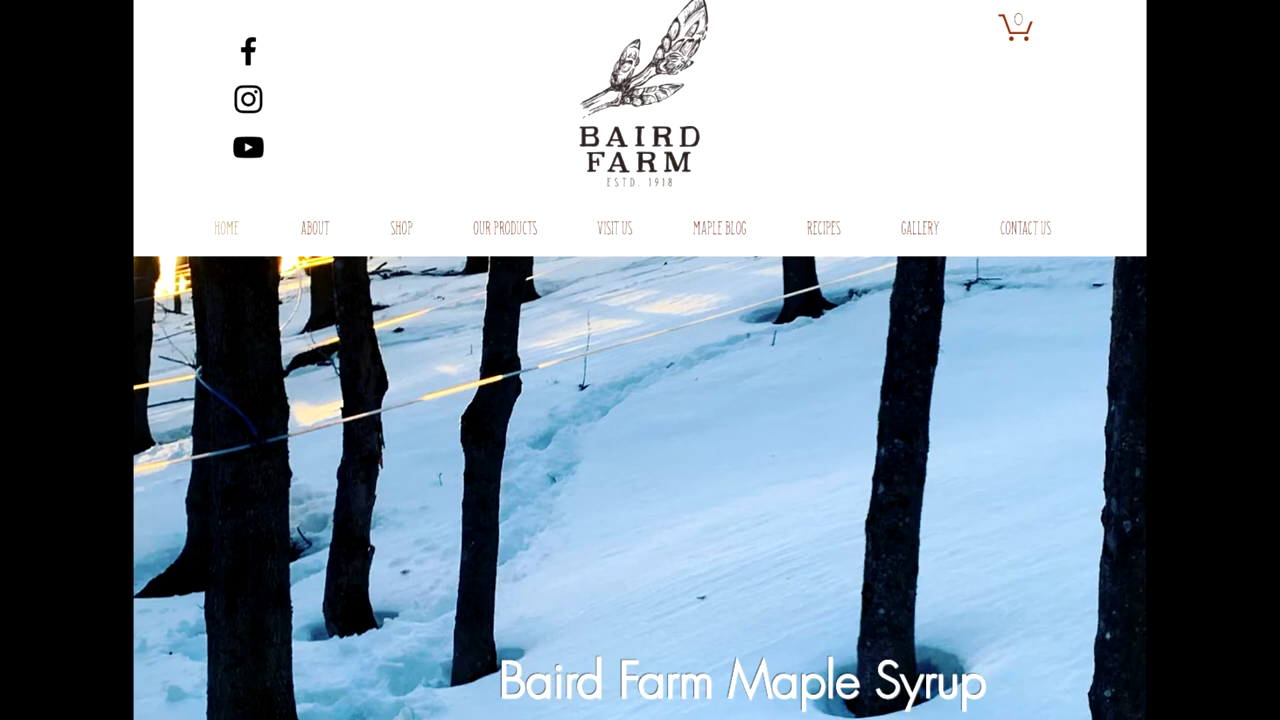 0
BAIRD
FARM
ESTD. 1918
HOME ABOUT SHOP OUR PRODUCTS VISIT US MAPLE BLOG RECIPES GALLERY CONTACT US
Baird Farm Maple Syrup